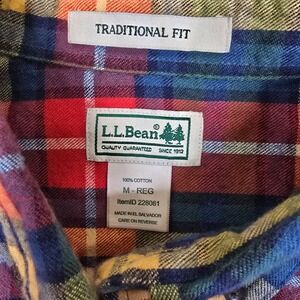 TRADITIONAL FIT
L.L.Bean
QUALITY GUARANTEED SINCE 1912
100% COTTON
M - REG
ItemID 228061
MADE IN EL SALVADOR
CARE ON REVERSE